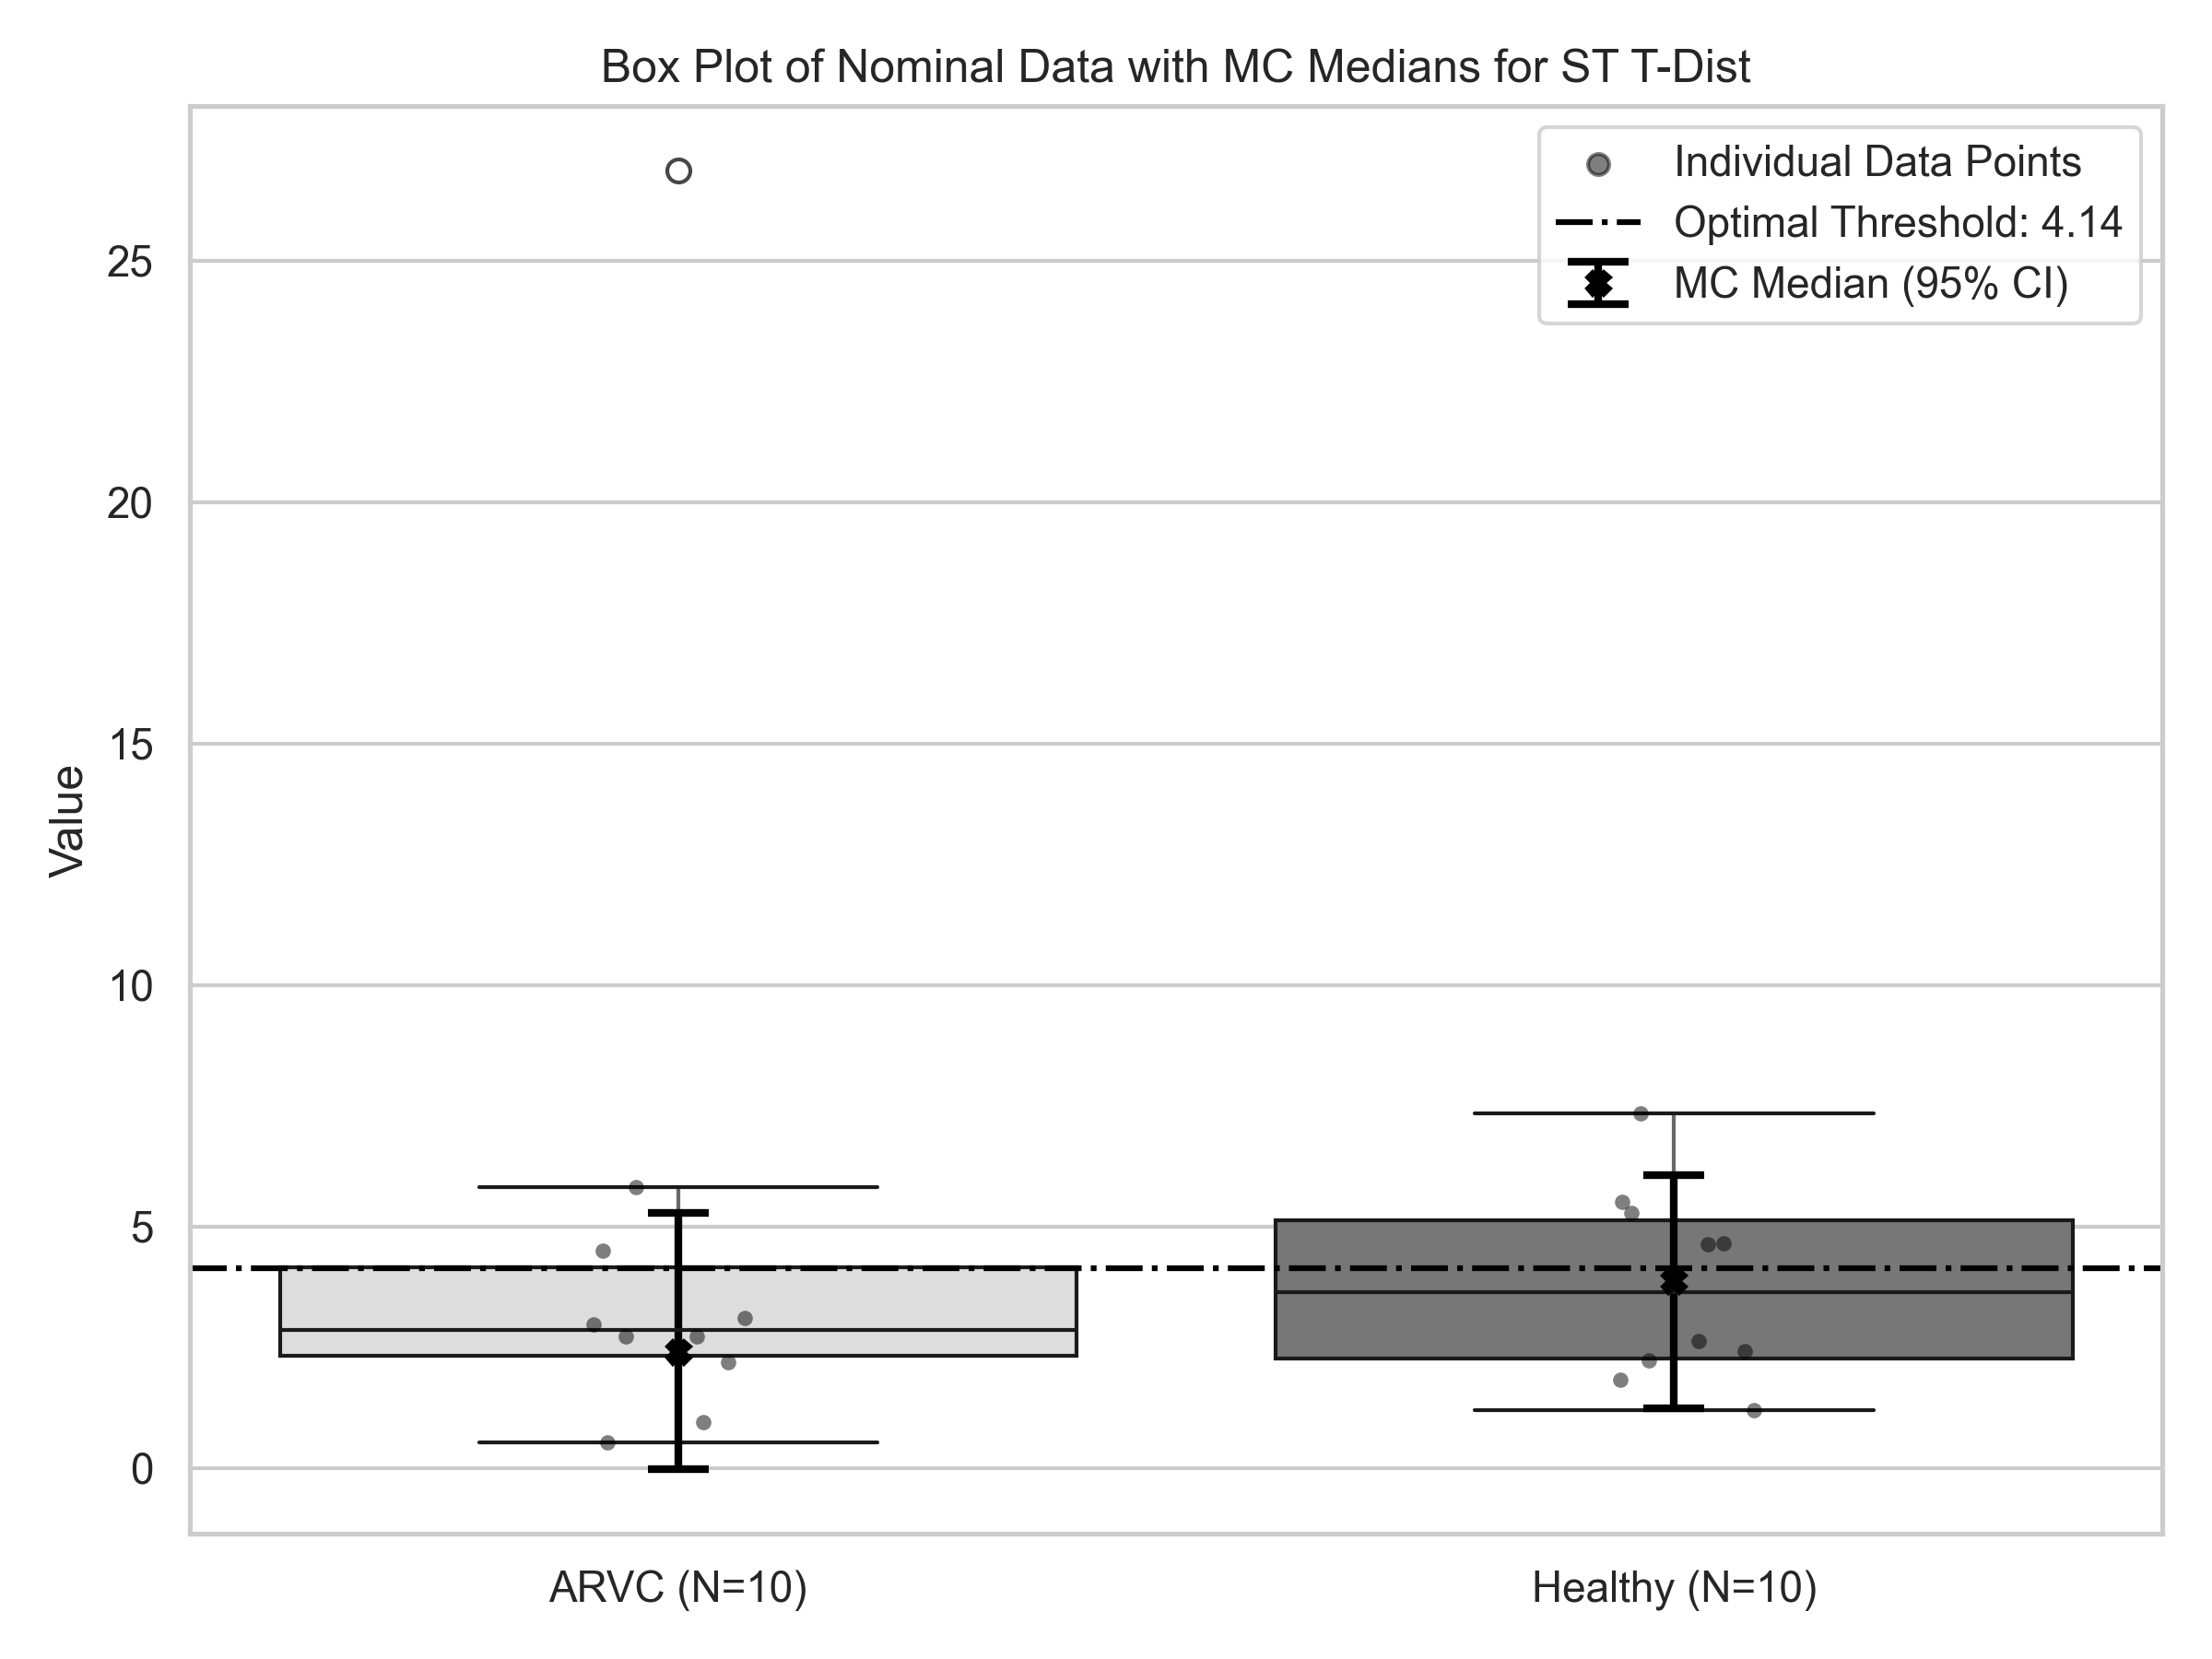 Box Plot of Nominal Data with MC Medians for ST T-Dist
Individual Data Points
Optimal Threshold: 4.14
MC Median (95% CI)
Value
25
20
15
10
5
0
ARVC (N=10)
Healthy (N=10)